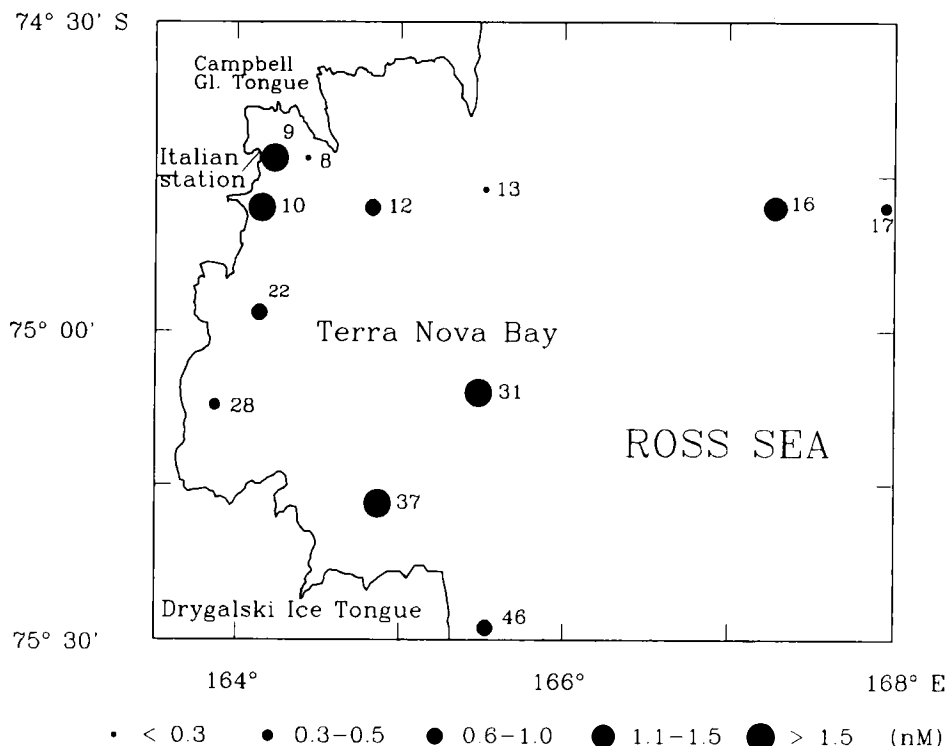 74° 30' S
Campbell
Gl. Tongue
9
Italian
station
8
13
10
12
16
17
22
75° 00'
Terra Nova Bay
31
28
ROSS SEA
37
Drygalski Ice Tongue
46
75° 30'
164°
166°
168° E
< 0.3
0.3-0.5
0.6-1.0
1.1-1.5
> 1.5
(nM)